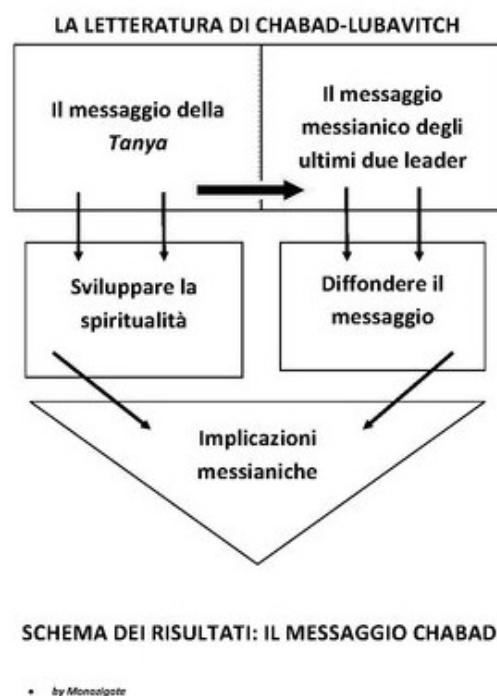 LA LETTERATURA DI CHABAD-LUBAVITCH
Il messaggio della
Tanya
Il messaggio
messianico degli
ultimi due leader
Sviluppare la
spiritualità
Diffondere il
messaggio
Implicazioni
messianiche
SCHEMA DEI RISULTATI: IL MESSAGGIO CHABAD
• by Monozigote